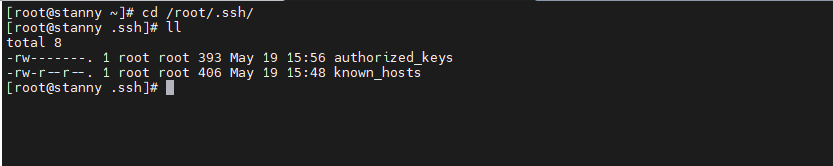 [root@stanny ~]# cd /root/.ssh/
[root@stanny .ssh]# ll
total 8
-rw-------. 1 root root 393 May 19 15:56 authorized_keys
-rw-r--r--. 1 root root 406 May 19 15:48 known_hosts
[root@stanny .ssh]#